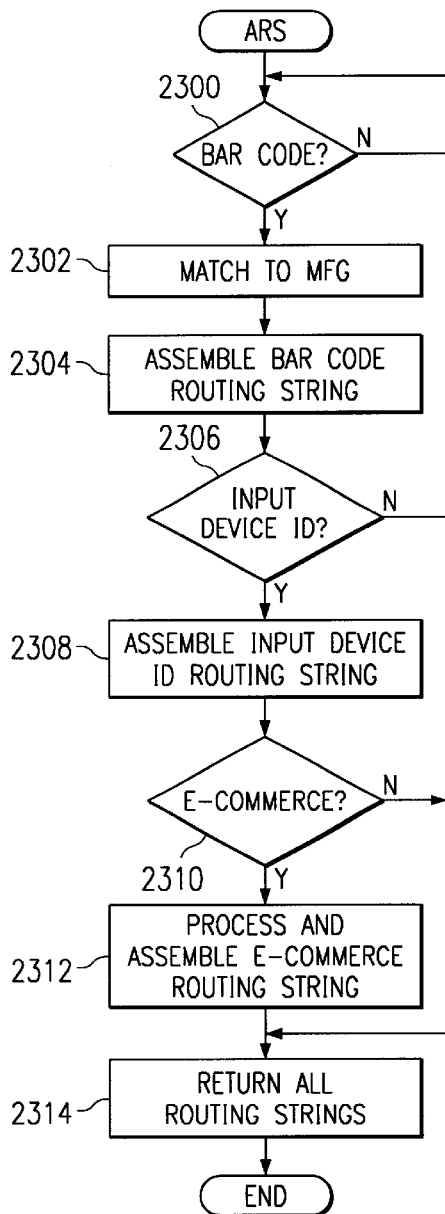 ARS
2300
BAR CODE?
N
Y
2302
MATCH TO MFG
2304
ASSEMBLE BAR CODE
ROUTING STRING
2306
INPUT
DEVICE ID?
N
Y
2308
ASSEMBLE INPUT DEVICE
ID ROUTING STRING
E-COMMERCE?
N
2310
Y
2312
PROCESS AND
ASSEMBLE E-COMMERCE
ROUTING STRING
2314
RETURN ALL
ROUTING STRINGS
END